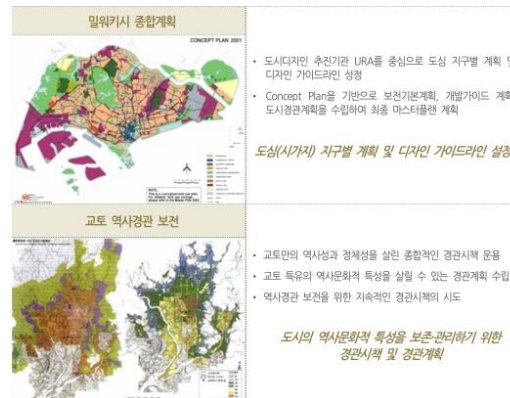 밀워키시 종합계획
CONCEPT PLAN 2001
NOTE:
• 도시디자인 추진기관 URA를 중심으로 도심 지구별 계획 및
디자인 가이드라인 설정
• Concept Plan을 기반으로 보전기본계획, 개발가이드 계획
도시경관계획을 수립하여 최종 마스터플랜 계획
도심(시가지) 지구별 계획 및 디자인 가이드라인 설정
교토 역사경관 보전
• 교토만의 역사성과 정체성을 살린 종합적인 경관시책 운용
• 교토 특유의 역사문화적 특성을 살릴 수 있는 경관계획 수립
• 역사경관 보전을 위한 지속적인 경관시책의 시도
도시의 역사문화적 특성을 보존·관리하기 위한
경관시책 및 경관계획